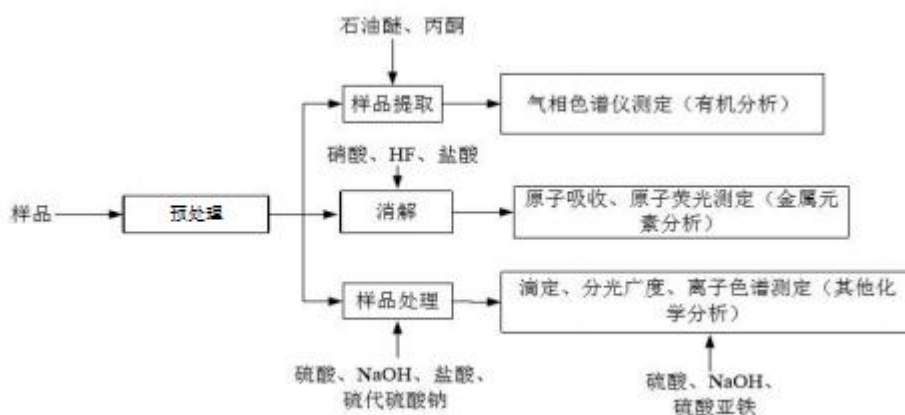 石油醚、丙酮
样品提取
气相色谱仪测定（有机分析）
硝酸、HF、盐酸
样品
预处理
消解
原子吸收、原子荧光测定（金属元
素分析）
样品处理
滴定、分光广度、离子色谱测定（其他化
学分析）
硫酸、NaOH、盐酸、
硫代硫酸钠
硫酸、NaOH、
硫酸亚铁